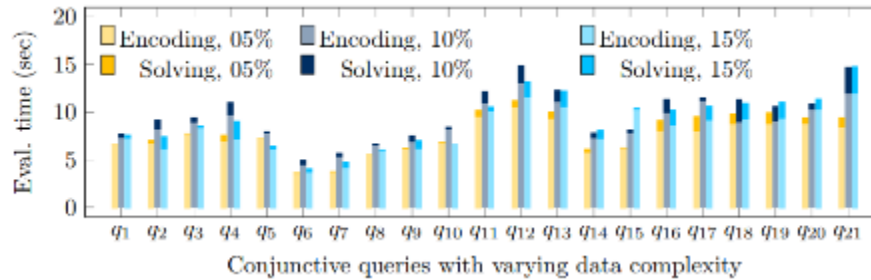 20
Encoding, 05% Encoding, 10% Encoding, 15%
15
Solving, 05% Solving, 10% Solving, 15%
10
5
0
Eval. time (sec)
q1 q2 q3 q4 q5 q6 q7 q8 q9 q10 q11 q12 q13 q14 q15 q16 q17 q18 q19 q20 q21
Conjunctive queries with varying data complexity